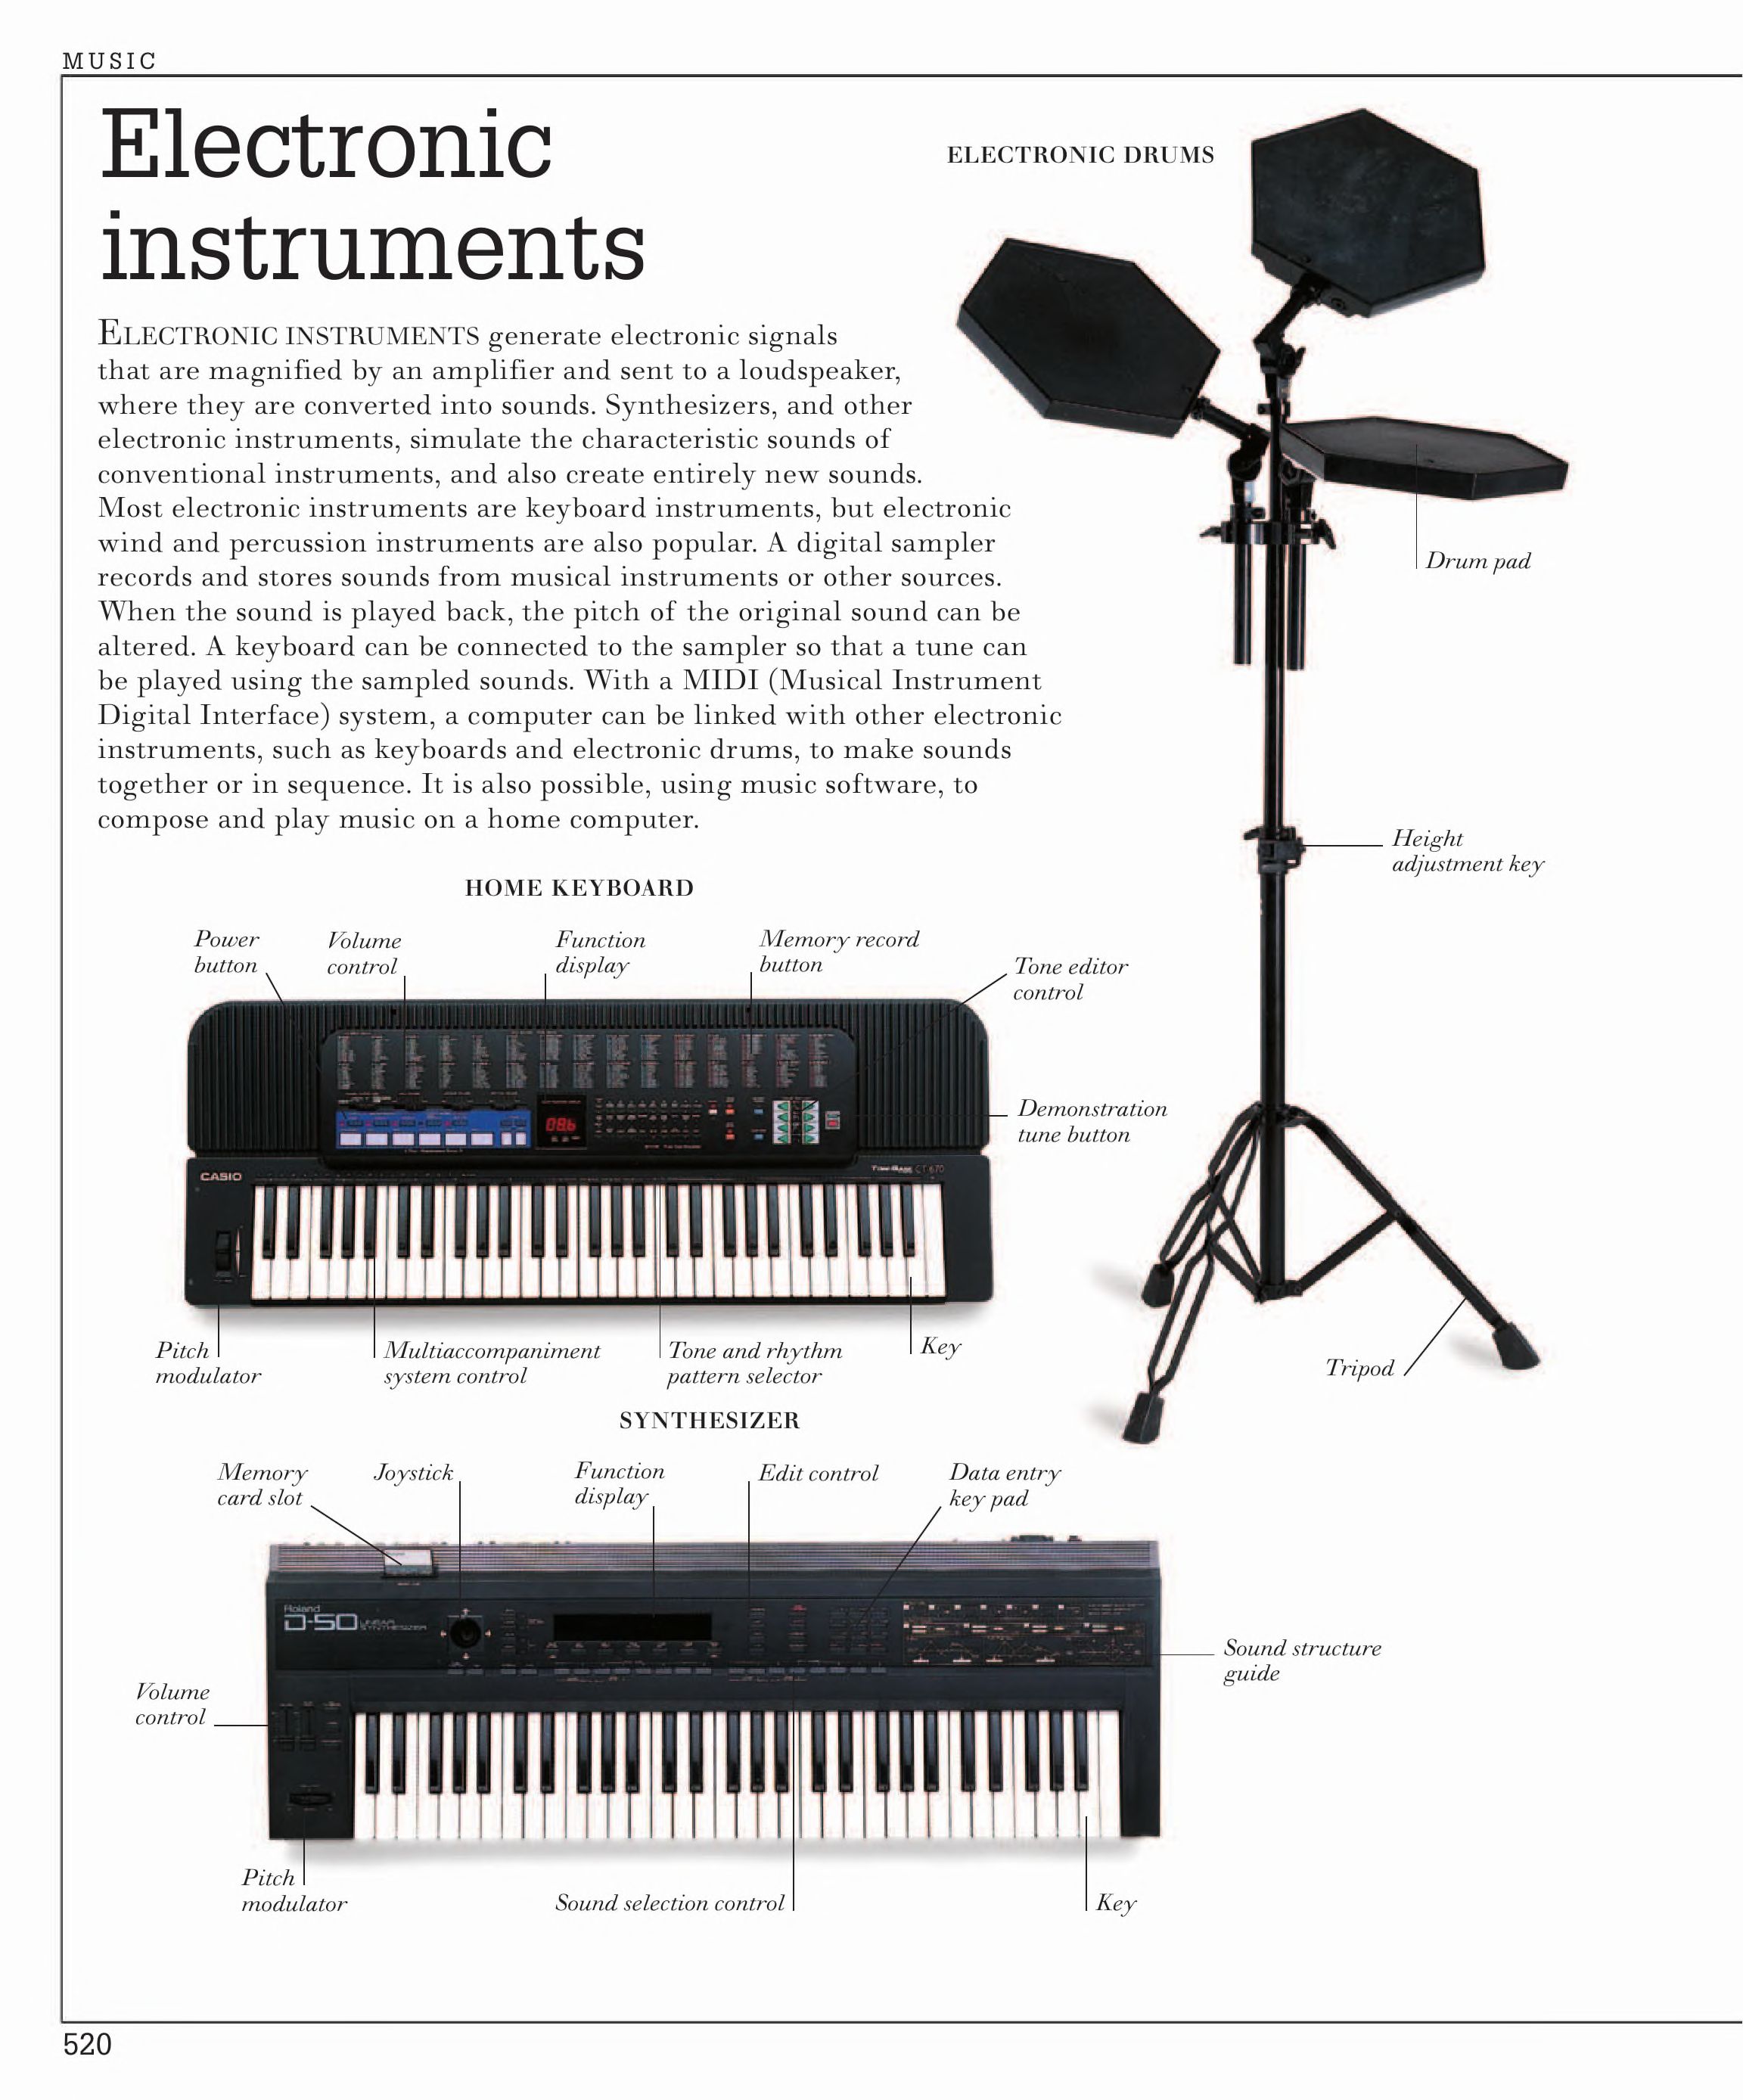 MUSIC
Electronic
instruments
ELECTRONIC INSTRUMENTS generate electronic signals
that are magnified by an amplifier and sent to a loudspeaker,
where they are converted into sounds. Synthesizers, and other
electronic instruments, simulate the characteristic sounds of
conventional instruments, and also create entirely new sounds.
Most electronic instruments are keyboard instruments, but electronic
wind and percussion instruments are also popular. A digital sampler
records and stores sounds from musical instruments or other sources.
When the sound is played back, the pitch of the original sound can be
altered. A keyboard can be connected to the sampler so that a tune can
be played using the sampled sounds. With a MIDI (Musical Instrument
Digital Interface) system, a computer can be linked with other electronic
instruments, such as keyboards and electronic drums, to make sounds
together or in sequence. It is also possible, using music software, to
compose and play music on a home computer.
ELECTRONIC DRUMS
Drum pad
Height
adjustment key
Tripod
HOME KEYBOARD
Power
button
Volume
control
Function
display
Memory record
button
Tone editor
control
Demonstration
tune button
CASIO
CT-670
Pitch
modulator
Multiaccompaniment
system control
Tone and rhythm
pattern selector
Key
SYNTHESIZER
Memory
card slot
Joystick
Function
display
Edit control
Data entry
key pad
Roland
D-50 LINEAR
SYNTHESIZER
Sound structure
guide
Volume
control
Pitch
modulator
Sound selection control
Key
520